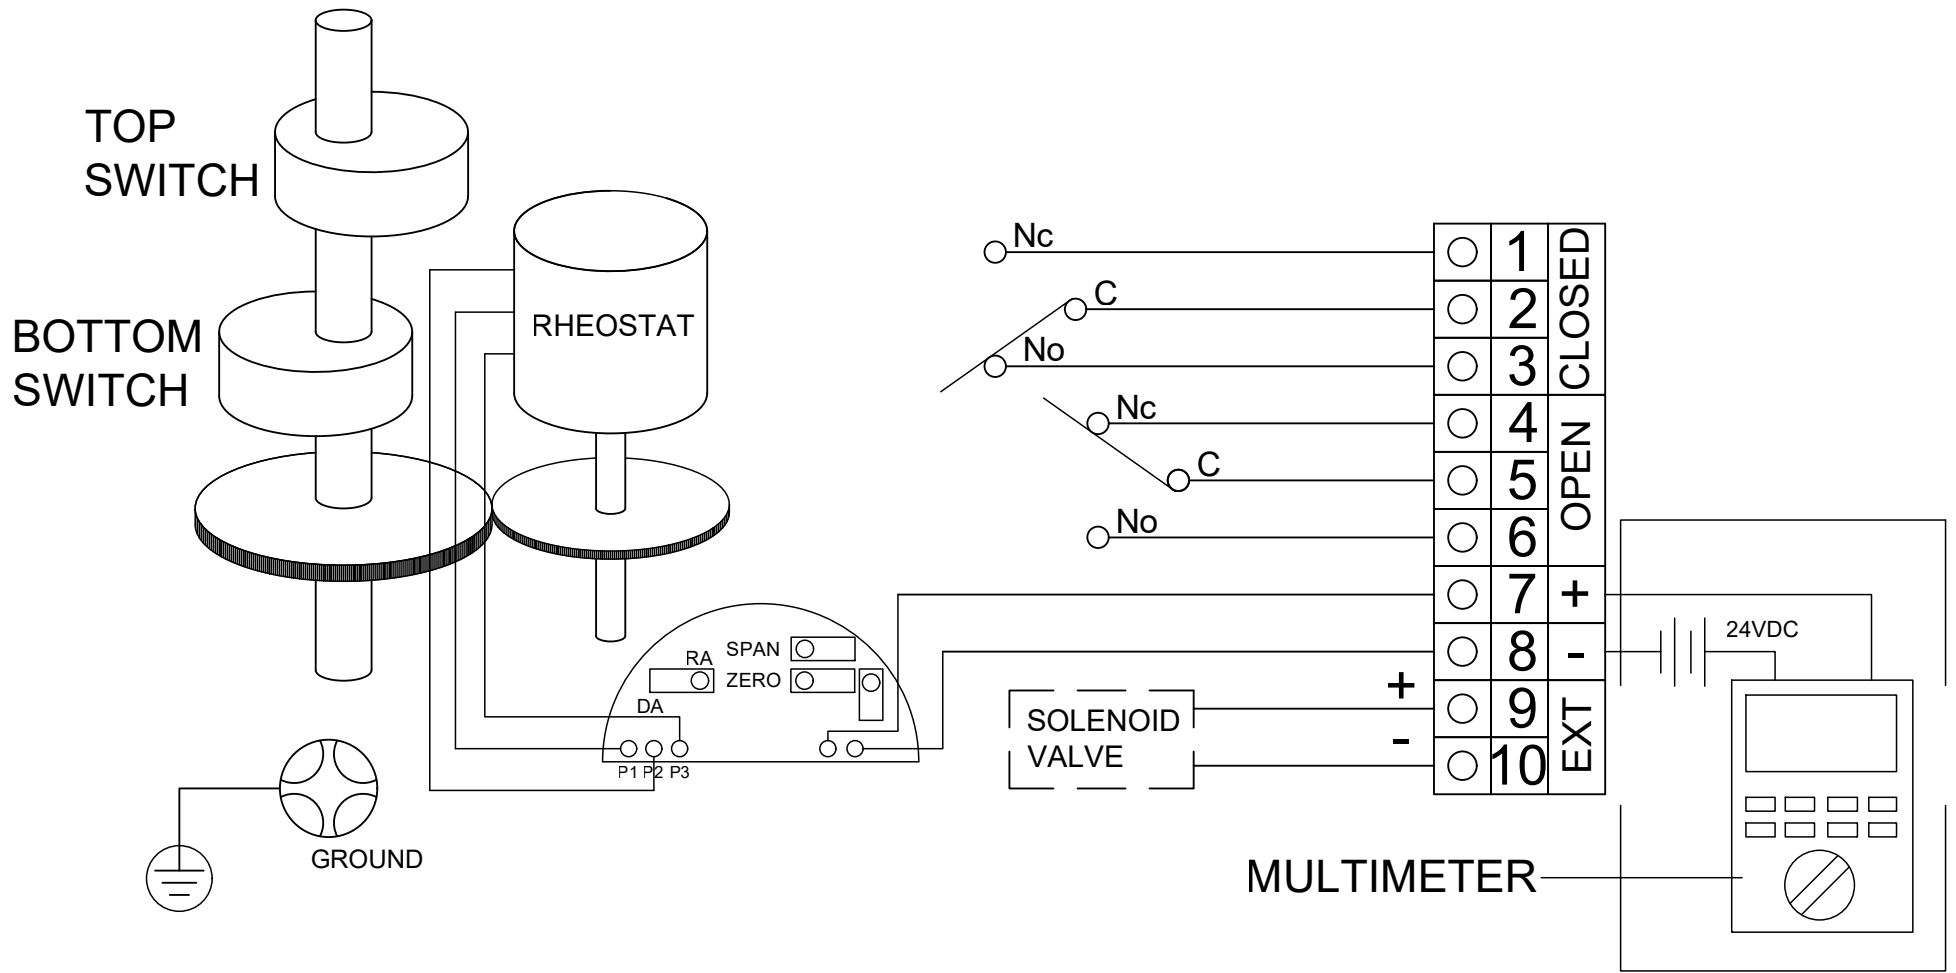 TOP
SWITCH
BOTTOM
SWITCH
RHEOSTAT
Nc
C
No
Nc
C
No
1
2
3
4
5
6
7
8
9
10
CLOSED
OPEN
+
-
EXT
24VDC
SPAN
RA
ZERO
DA
P1 P2 P3
+
-
SOLENOID
VALVE
GROUND
MULTIMETER